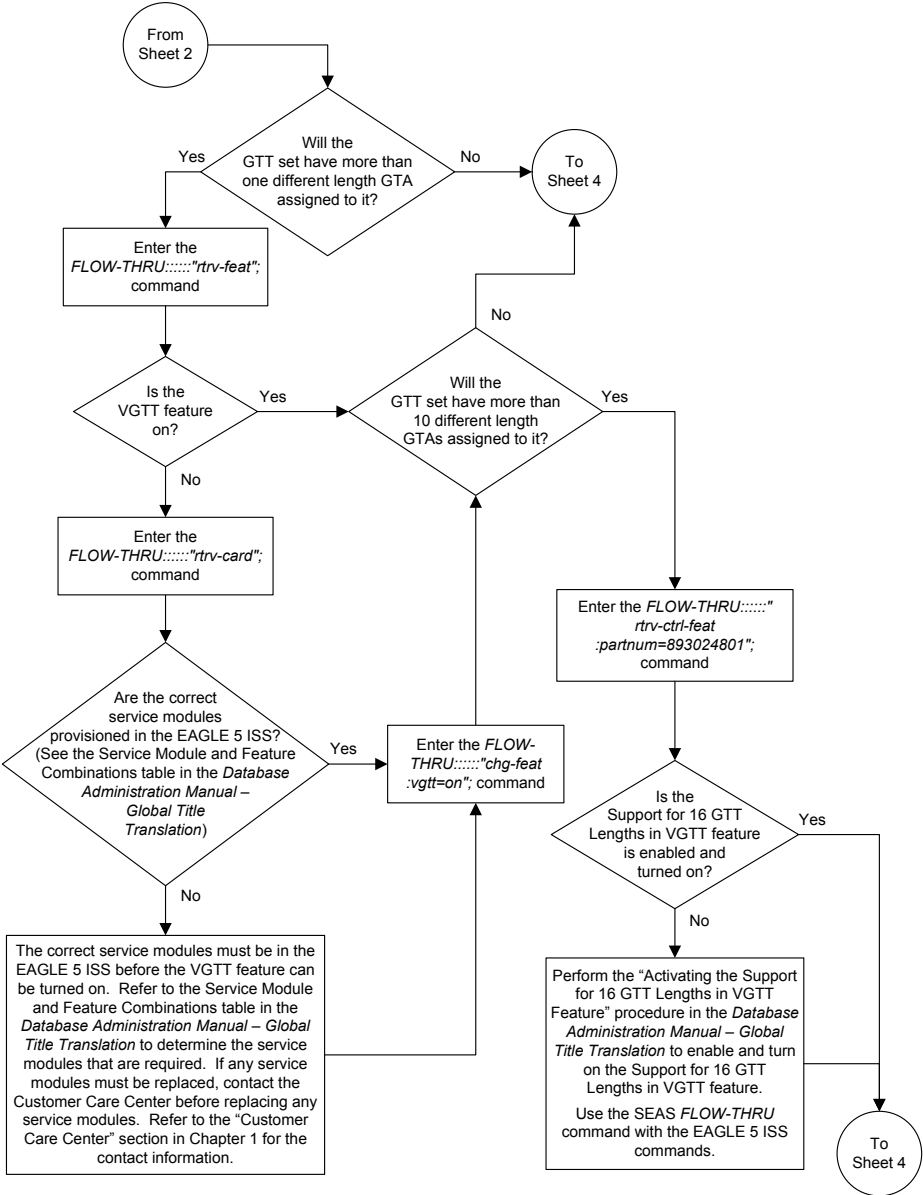 From
Sheet 2
Will the
GTT set have more than
one different length GTA
assigned to it?
Yes
No
To
Sheet 4
Enter the
FLOW-THRU::::::"rtrv-feat";
command
Is the
VGTT feature
on?
Yes
No
Will the
GTT set have more than
10 different length
GTAs assigned to it?
No
Yes
Enter the
FLOW-THRU::::::"rtrv-card";
command
Enter the FLOW-THRU::::::"
rtrv-ctrl-feat
:partnum=893024801";
command
Are the correct
service modules
provisioned in the EAGLE 5 ISS?
(See the Service Module and Feature
Combinations table in the Database
Administration Manual –
Global Title
Translation)
Yes
No
Enter the FLOW-
THRU::::::"chg-feat
:vgtt=on"; command
Is the
Support for 16 GTT
Lengths in VGTT feature
is enabled and
turned on?
Yes
No
The correct service modules must be in the
EAGLE 5 ISS before the VGTT feature can
be turned on.  Refer to the Service Module
and Feature Combinations table in the
Database Administration Manual – Global
Title Translation to determine the service
modules that are required.  If any service
modules must be replaced, contact the
Customer Care Center before replacing any
service modules.  Refer to the “Customer
Care Center” section in Chapter 1 for the
contact information.
Perform the “Activating the Support
for 16 GTT Lengths in VGTT
Feature” procedure in the Database
Administration Manual – Global
Title Translation to enable and turn
on the Support for 16 GTT
Lengths in VGTT feature.
Use the SEAS FLOW-THRU
command with the EAGLE 5 ISS
commands.
To
Sheet 4